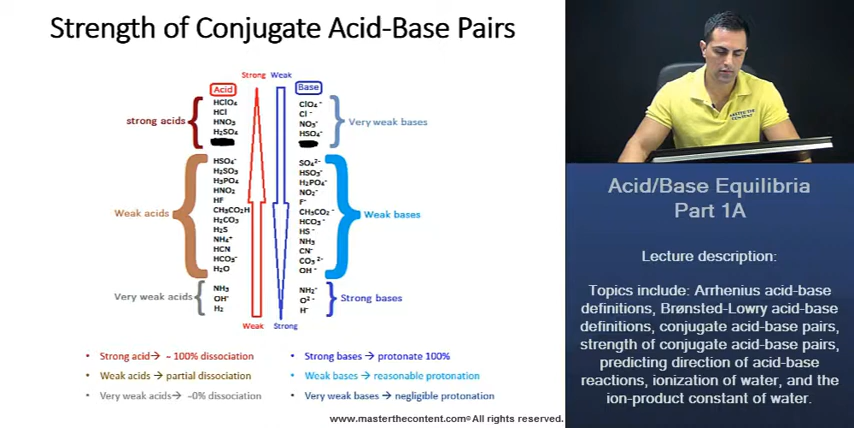 Strength of Conjugate Acid-Base Pairs
Strong Weak
Acid Base
HClO₄ ClO₄⁻
HCl Cl⁻
HNO₃ NO₃⁻
H₂SO₄ HSO₄⁻
strong acids
Very weak bases
HSO₄⁻ SO₄²⁻
H₂SO₃ HSO₃⁻
H₃PO₄ H₂PO₄⁻
HNO₂ NO₂⁻
HF F⁻
CH₃CO₂H CH₃CO₂⁻
H₂CO₃ HCO₃⁻
H₂S HS⁻
NH₄⁺ NH₃
HCN CN⁻
HCO₃⁻ CO₃²⁻
H₂O OH⁻
Weak acids
Weak bases
NH₃ NH₂⁻
OH⁻ O²⁻
H₂ H⁻
Very weak acids
Strong bases
Weak Strong
• Strong acid→ ~ 100% dissociation
• Weak acids → partial dissociation
• Very weak acids→ ~0% dissociation
• Strong bases → protonate 100%
• Weak bases → reasonable protonation
• Very weak bases → negligible protonation
www.masterthecontent.com©All rights reserved.
MASTER THE
CONTENT
Acid/Base Equilibria
Part 1A
Lecture description:
Topics include: Arrhenius acid-base
definitions, Brønsted-Lowry acid-base
definitions, conjugate acid-base pairs,
strength of conjugate acid-base pairs,
predicting direction of acid-base
reactions, ionization of water, and the
ion-product constant of water.